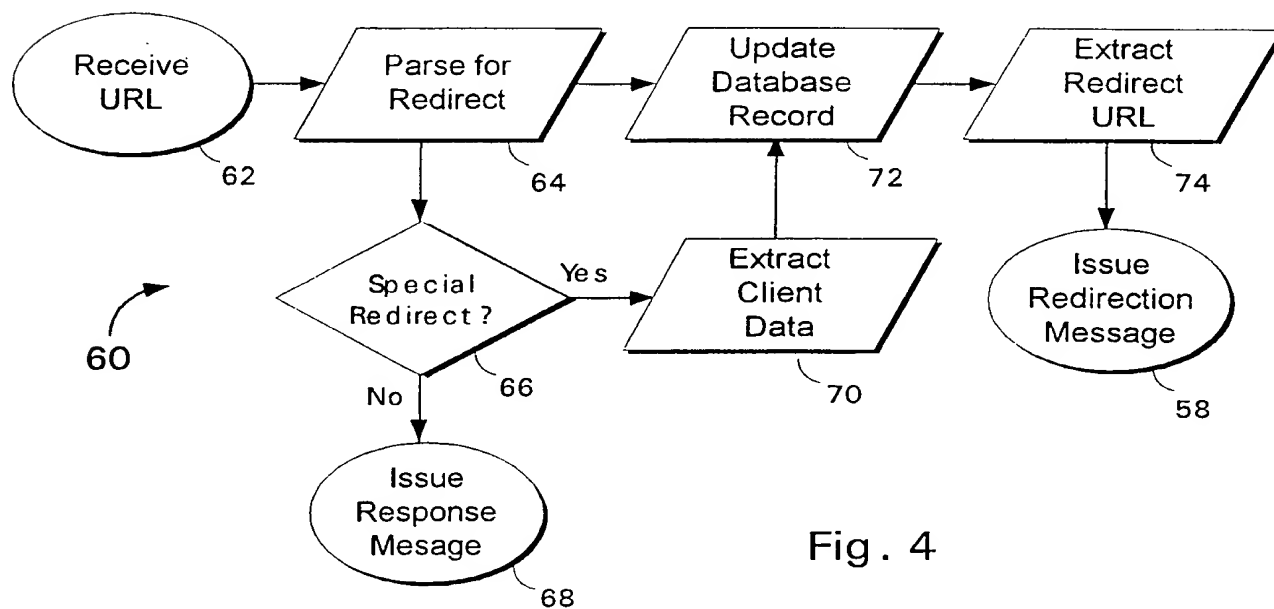 Receive
URL
62
Parse for
Redirect
64
Update
Database
Record
72
Extract
Redirect
URL
74
Special
Redirect?
66
Yes
No
Extract
Client
Data
70
Issue
Redirection
Message
58
60
Issue
Response
Mesage
68
Fig. 4